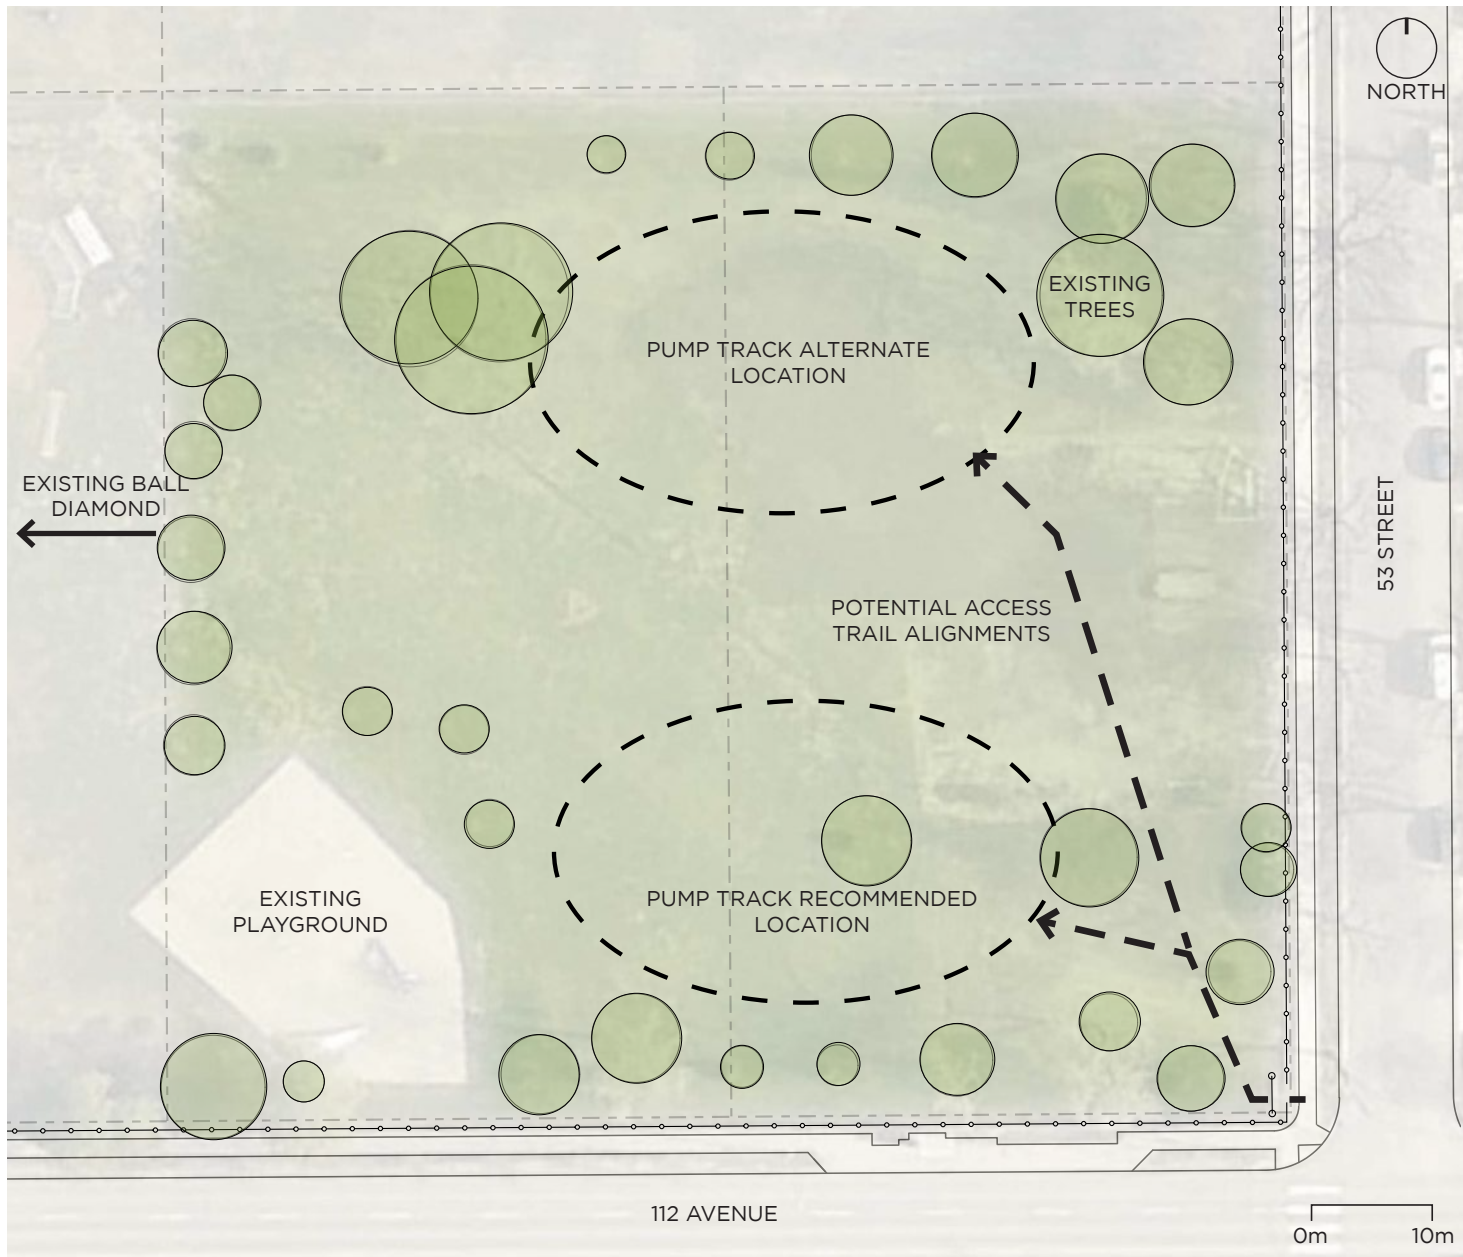 NORTH
EXISTING
TREES
PUMP TRACK ALTERNATE
LOCATION
EXISTING BALL
DIAMOND
53 STREET
POTENTIAL ACCESS
TRAIL ALIGNMENTS
EXISTING
PLAYGROUND
PUMP TRACK RECOMMENDED
LOCATION
112 AVENUE
0m
10m